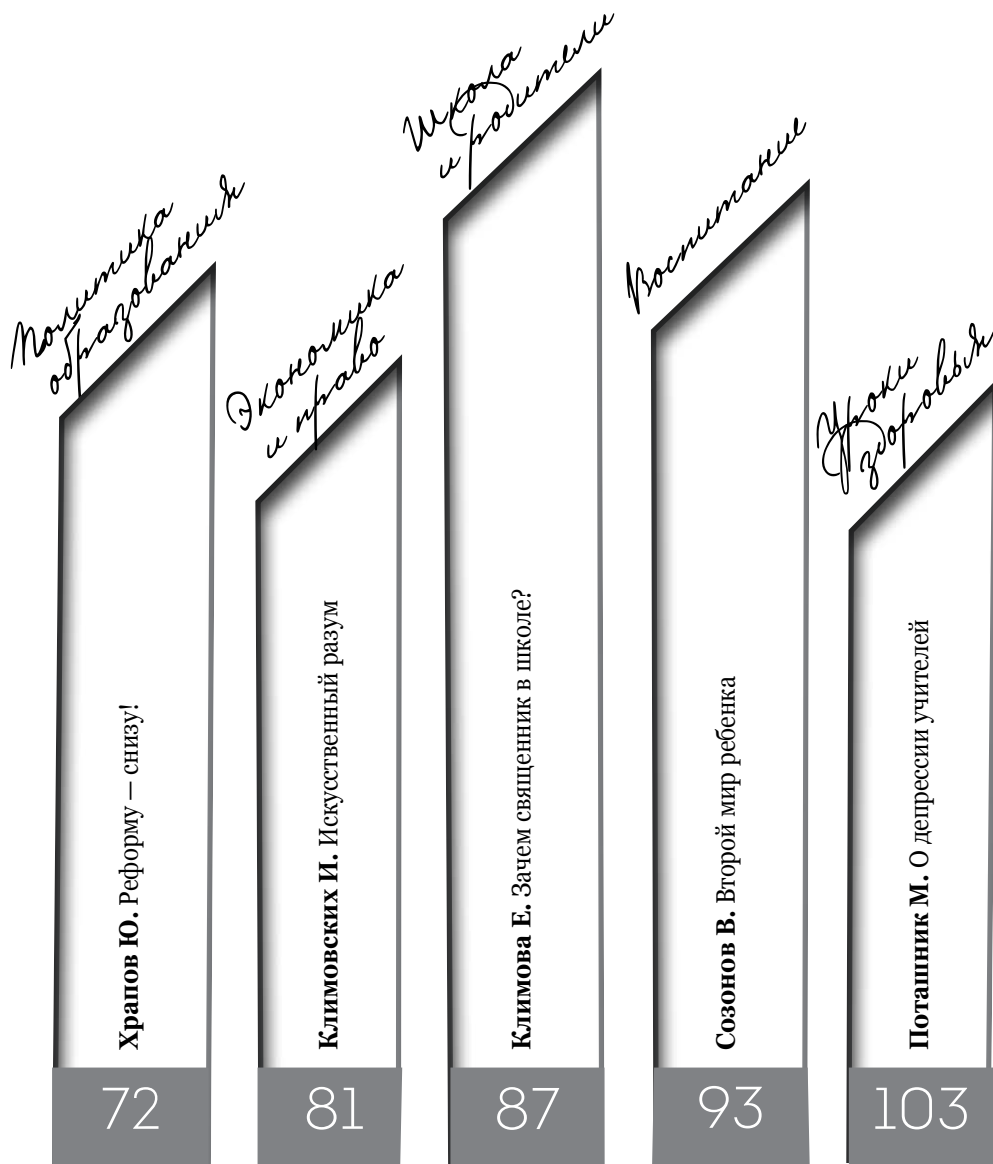 Политика
образования
Храпов Ю. Реформу — снизу!
72
Экономика
и право
Климовских И. Искусственный разум
81
Школа
и родители
Климова Е. Зачем священник в школе?
87
Воспитание
Созонов В. Второй мир ребенка
93
Уроки
здоровья
Поташник М. О депрессии учителей
103